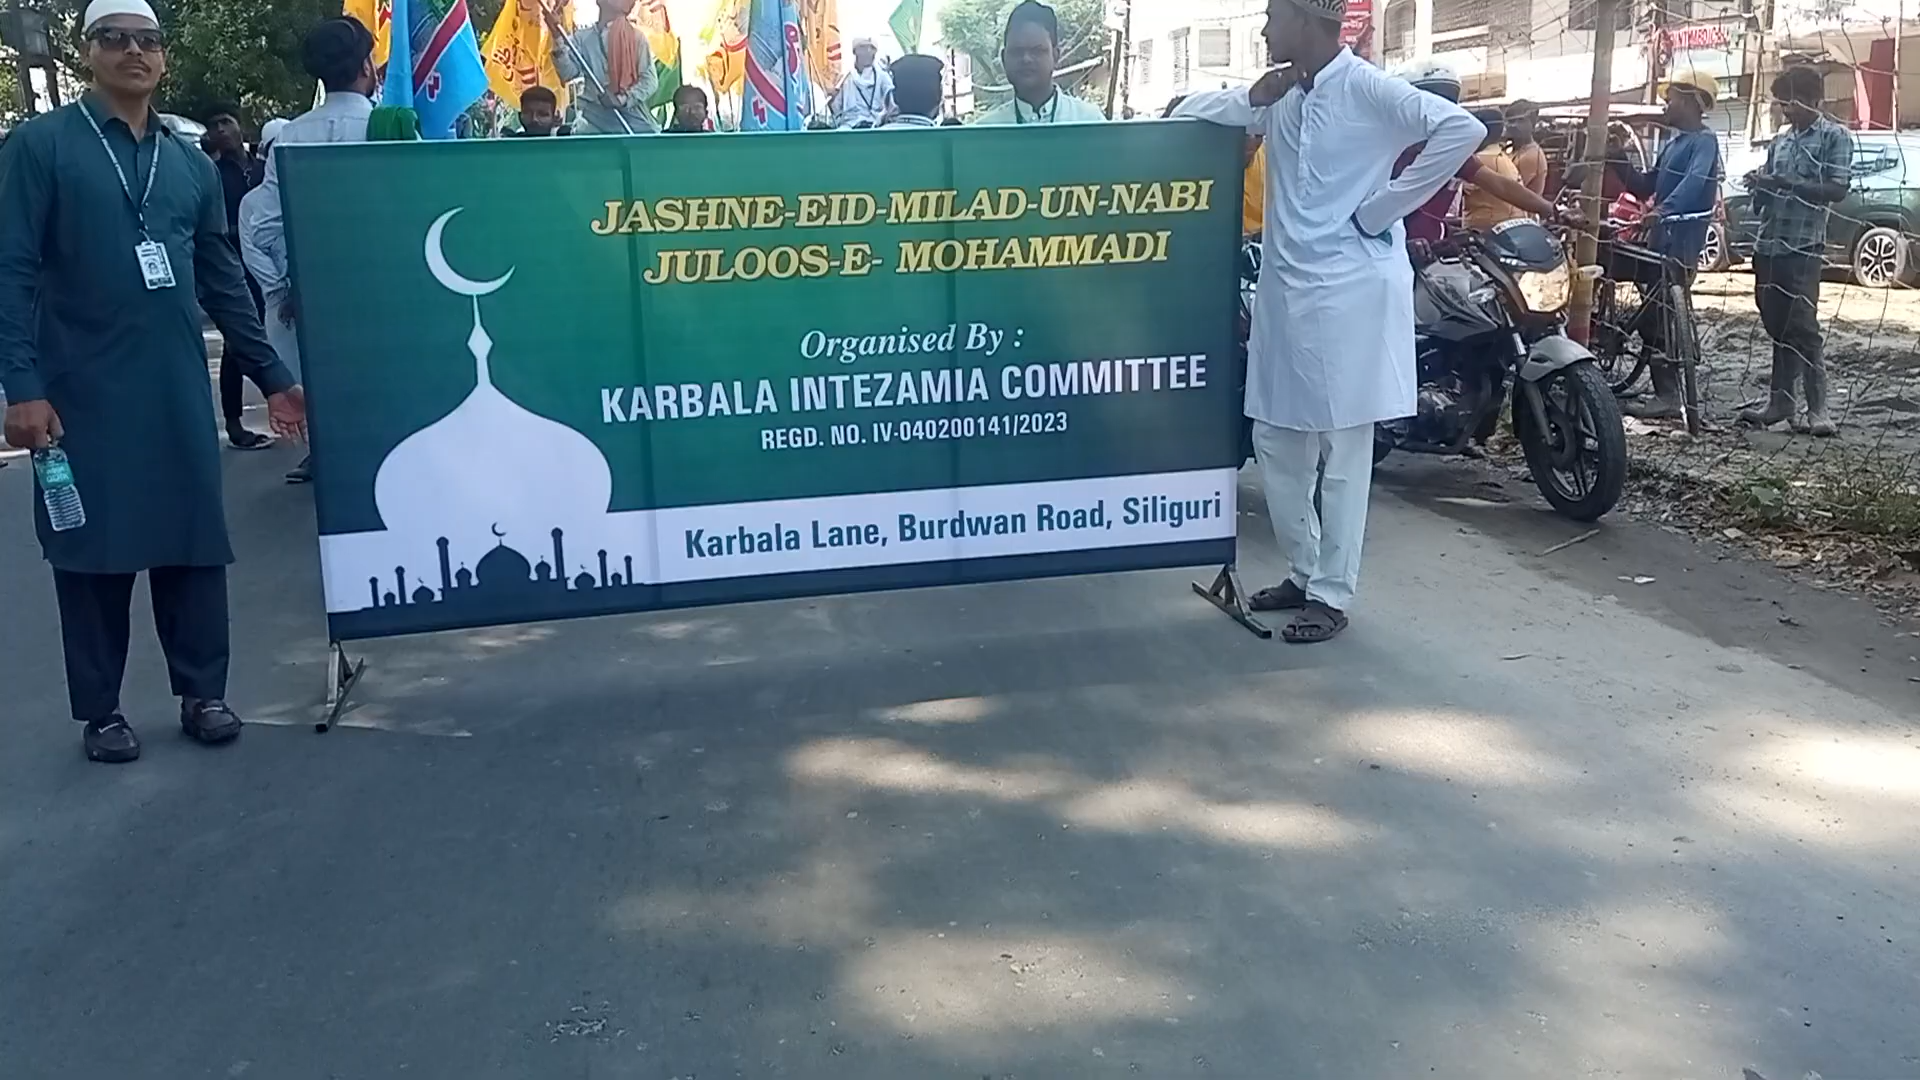 JASHNE-EID-MILAD-UN-NABI
JULOOS-E- MOHAMMADI
Organised By :
KARBALA INTEZAMIA COMMITTEE
REGD. NO. IV-040200141/2023
Karbala Lane, Burdwan Road, Siliguri